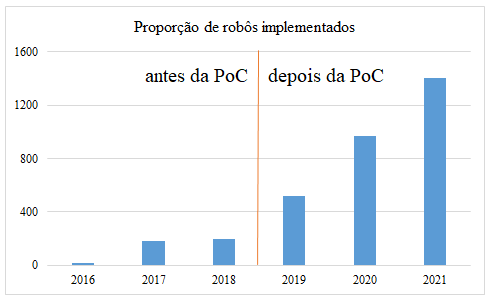 Proporção de robôs implementados
1600
antes da PoC depois da PoC
1200
800
400
0
2016 2017 2018 2019 2020 2021